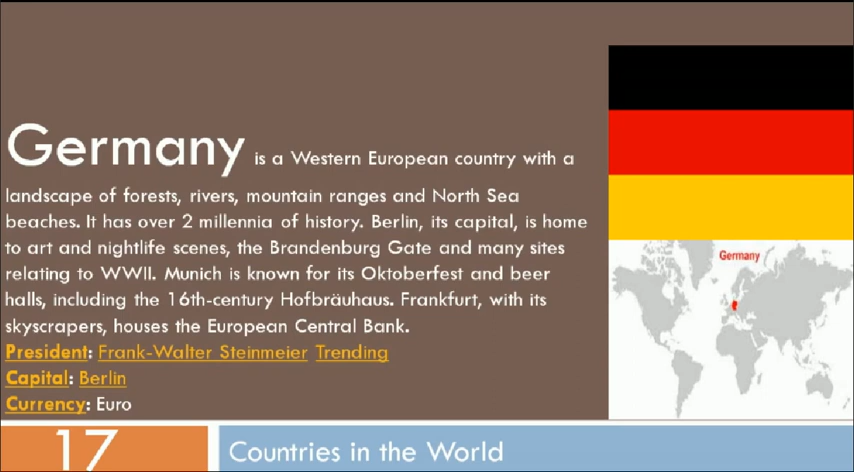 Germany is a Western European country with a
landscape of forests, rivers, mountain ranges and North Sea
beaches. It has over 2 millennia of history. Berlin, its capital, is home
to art and nightlife scenes, the Brandenburg Gate and many sites
relating to WWII. Munich is known for its Oktoberfest and beer
halls, including the 16th-century Hofbräuhaus. Frankfurt, with its
skyscrapers, houses the European Central Bank.
President: Frank-Walter Steinmeier Trending
Capital: Berlin
Currency: Euro
Germany
17
Countries in the World